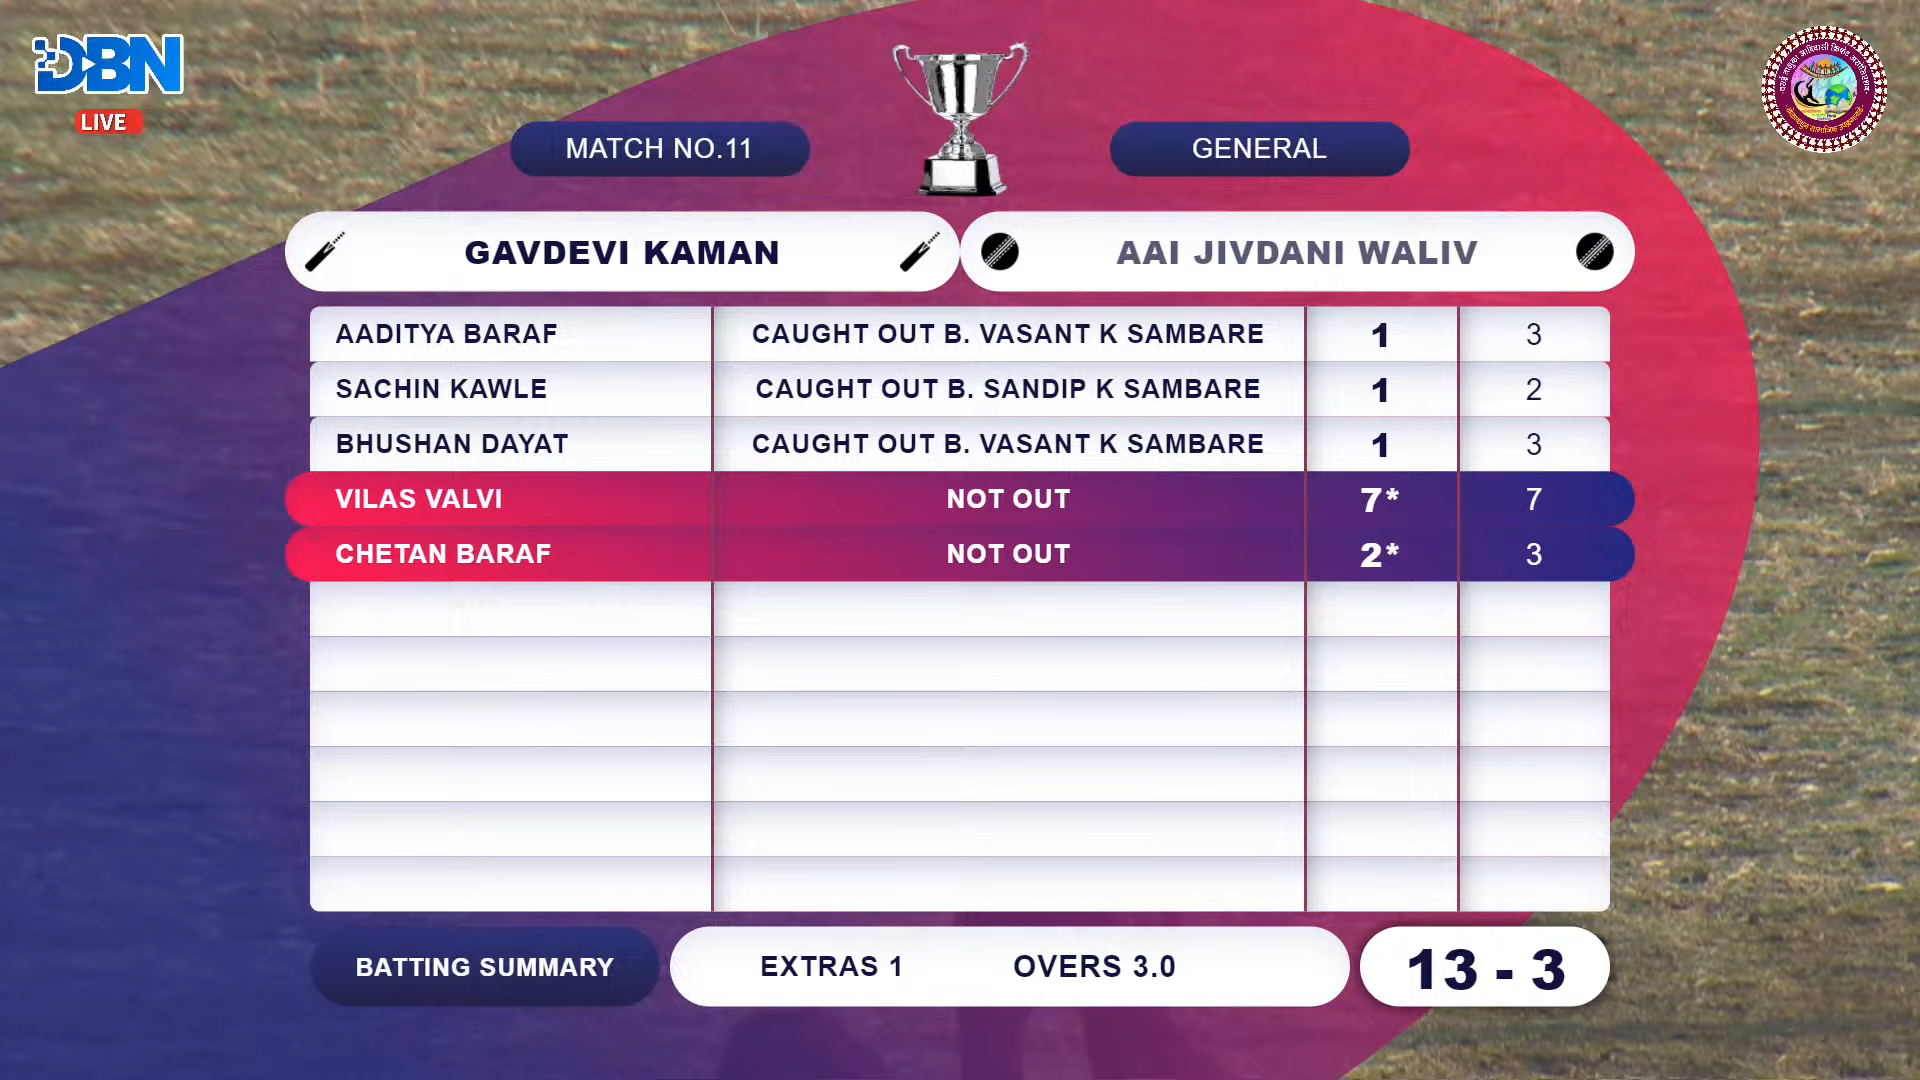 DBN
LIVE
MATCH NO.11
GENERAL
GAVDEVI KAMAN
AAI JIVDANI WALIV
AADITYA BARAF CAUGHT OUT B. VASANT K SAMBARE 1 3
SACHIN KAWLE CAUGHT OUT B. SANDIP K SAMBARE 1 2
BHUSHAN DAYAT CAUGHT OUT B. VASANT K SAMBARE 1 3
VILAS VALVI NOT OUT 7* 7
CHETAN BARAF NOT OUT 2* 3
BATTING SUMMARY EXTRAS 1 OVERS 3.0 13 - 3